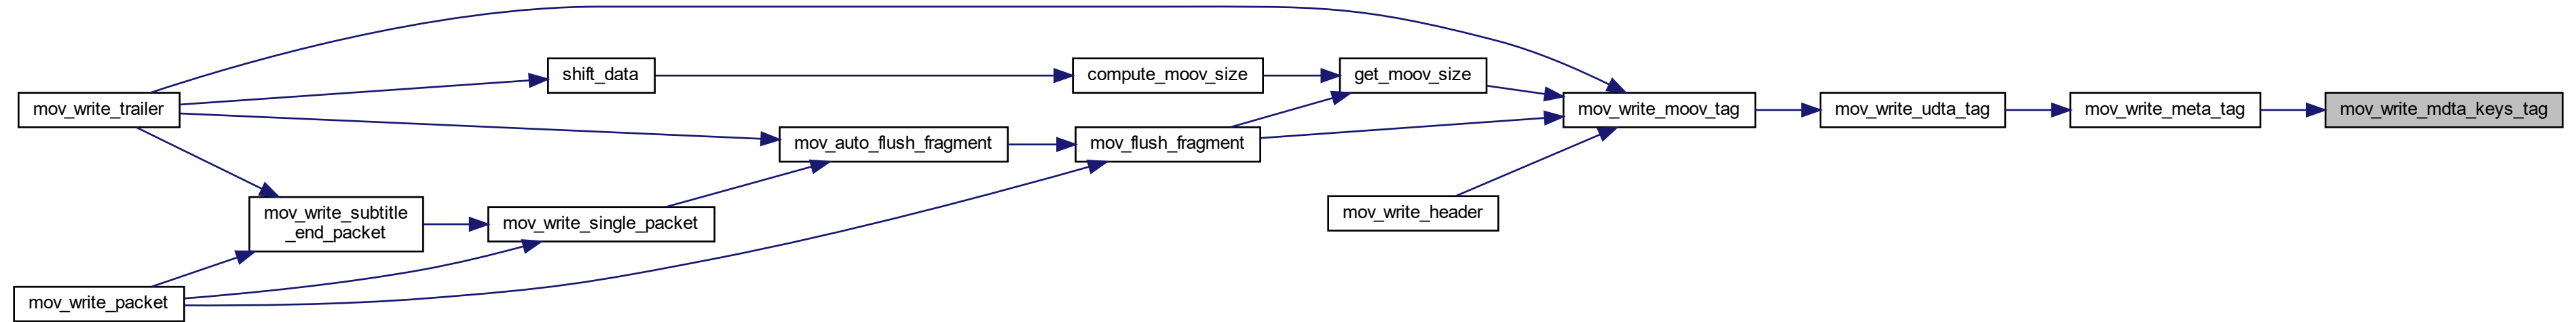 mov_write_trailer
shift_data
compute_moov_size
get_moov_size
mov_write_moov_tag
mov_write_udta_tag
mov_write_meta_tag
mov_write_mdta_keys_tag
mov_auto_flush_fragment
mov_flush_fragment
mov_write_subtitle
_end_packet
mov_write_single_packet
mov_write_header
mov_write_packet